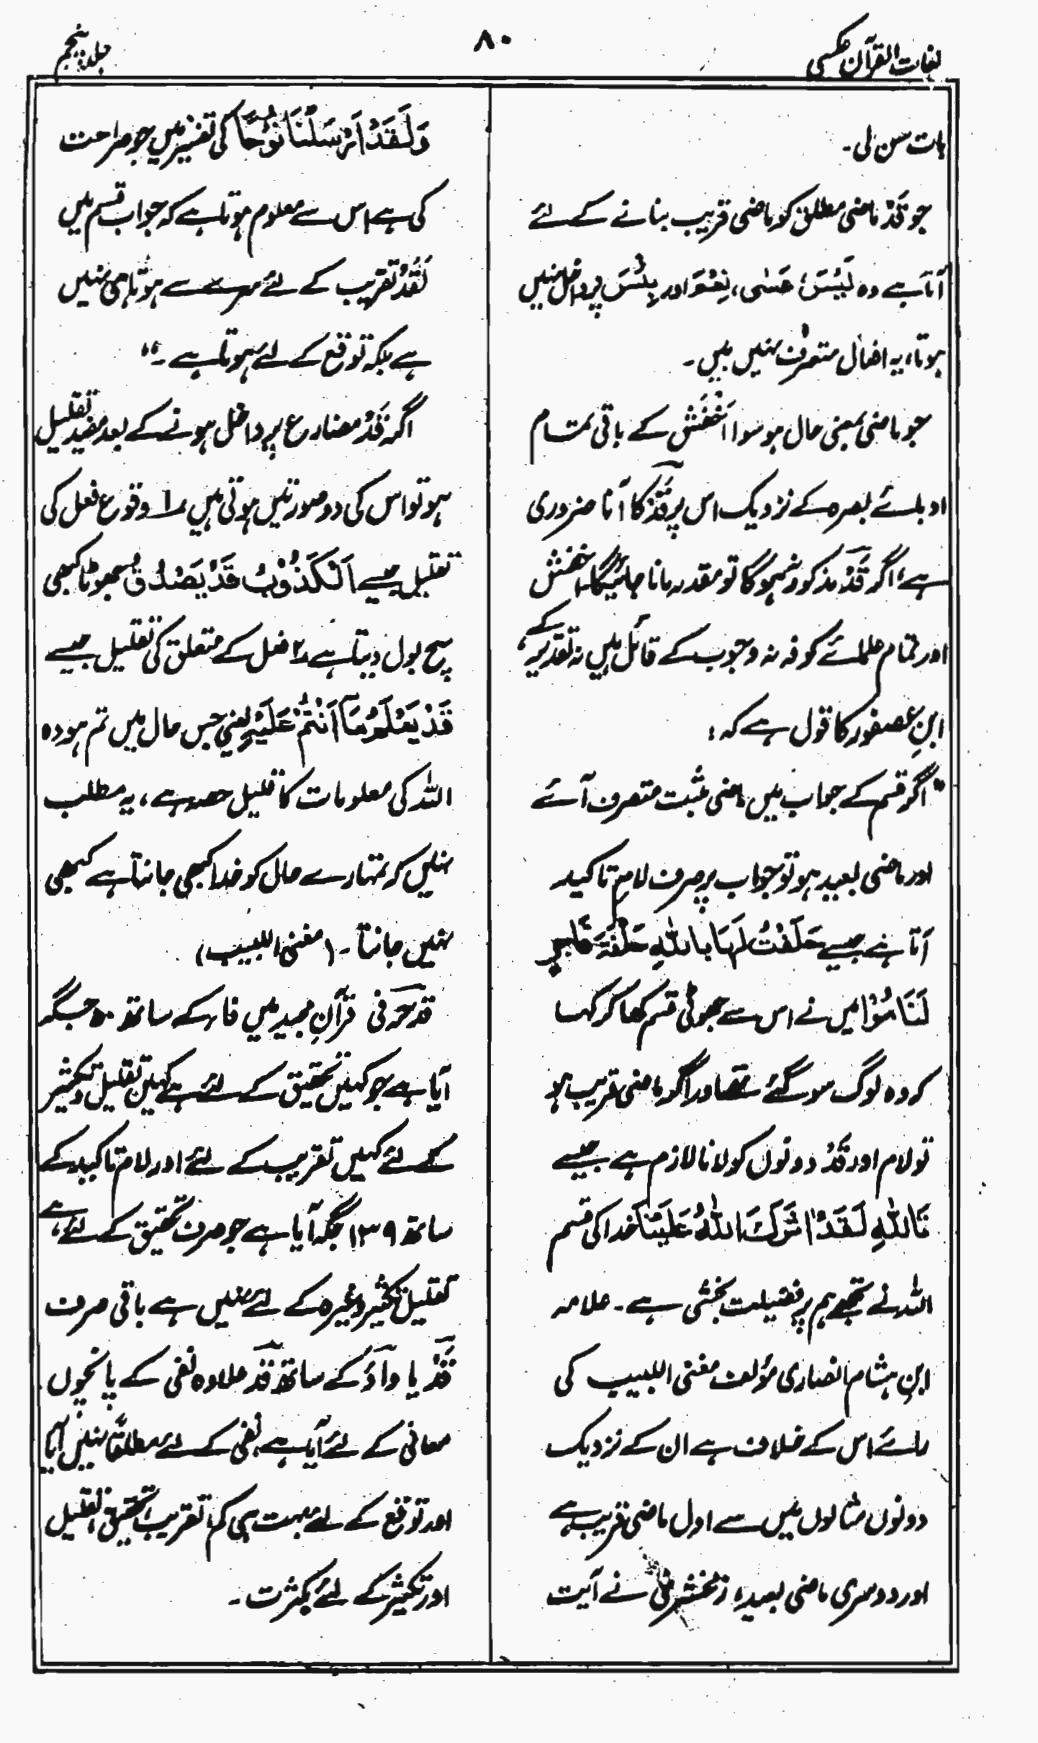 لغات القرآن عکسی
۸۰
جلد پنجم
بات سن لی۔
جو قَدْ ماضی مطلق کو ماضی قریب بنانے کے لئے
آتا ہے وہ لَیْسَ، عَسٰی، نِعْمَ اور بِئْسَ پر داخل نہیں
ہوتا، یہ افعال متصرف نہیں ہیں۔
جو ماضی بمعنی حال ہو سوا اَخْفَش کے باقی تمام
ادبائے بصرہ کے نزدیک اس پر قَدْ کا آنا ضروری
ہے، اگر قَدْ مذکور نہ ہوگا تو مقدر مانا جائیگا۔ اخفش
اور تمام علمائے کوفہ نہ وجوب کے قائل ہیں نہ تقدیر کے،
ابنِ عصفور کا قول ہے کہ:
"اگر قسم کے جواب میں ماضی مثبت متصرف آئے
اور ماضی بعید ہو تو جواب پر صرف لامِ تاکید
آتا ہے جیسے حَلَفْتُ لَهَا بِاللّٰهِ حَلْفَةَ فَاجِرٍ
لَنَامُوْا میں نے اس سے جھوٹی قسم کھا کر کہا
کہ وہ لوگ سو گئے تھے اور اگر ماضی قریب ہو
تو لام اور قَدْ دونوں کو لانا لازم ہے جیسے
تَاللّٰهِ لَقَدْ اٰثَرَكَ اللّٰهُ عَلَیْنَا خدا کی قسم
اللہ نے تجھے ہم پر فضیلت بخشی ہے۔ علامہ
ابنِ ہشام انصاری مؤلف مغنی اللبیب کی
رائے اس کے خلاف ہے ان کے نزدیک
دونوں مثالوں میں سے اول ماضی قریب ہے
اور دوسری ماضی بعید، زمخشری نے آیت
وَلَقَدْ اَرْسَلْنَا نُوْحًا کی تفسیر میں جو صراحت
کی ہے اس سے معلوم ہوتا ہے کہ جواب قسم میں
لَقَدْ تقریب کے لئے سرے سے ہوتا ہی نہیں
ہے بلکہ توقع کے لئے ہوتا ہے۔"
اگر قَدْ مضارع پر داخل ہونے کے بعد مفید تقلیل
ہو تو اس کی دو صورتیں ہوتی ہیں ۱ وقوع فعل کی
تقلیل جیسے اَلْكَذُوْبُ قَدْ یَصْدُقُ جھوٹا کبھی
سچ بول دیتا ہے ۲ فعل کے متعلق کی تقلیل جیسے
قَدْ یَعْلَمُ مَآ اَنْتُمْ عَلَیْهِ یعنی جس حال میں تم ہو وہ
اللہ کی معلومات کا قلیل حصہ ہے، یہ مطلب
نہیں کہ تمہارے حال کو خدا کبھی جانتا ہے کبھی
نہیں جانتا۔ (مغنی اللبیب)
قد حرفی قرآنِ مجید میں فاء کے ساتھ ۵۰ جگہ
آیا ہے جو کہیں تحقیق کے لئے ہے کہیں تقلیل و تکثیر
کے لئے کہیں تقریب کے لئے اور لامِ تاکید کے
ساتھ ۱۳۹ جگہ آیا ہے جو صرف تحقیق کے لئے ہے،
تقلیل تکثیر وغیرہ کے لئے نہیں ہے باقی صرف
قَدْ یا واؤ کے ساتھ قد علاوہ نفی کے پانچوں
معانی کے لئے آیا ہے نفی کے لئے مطلقاً نہیں آیا
اور توقع کے لئے بہت ہی کم، تقریب، تحقیق، تقلیل
اور تکثیر کے لئے بکثرت۔